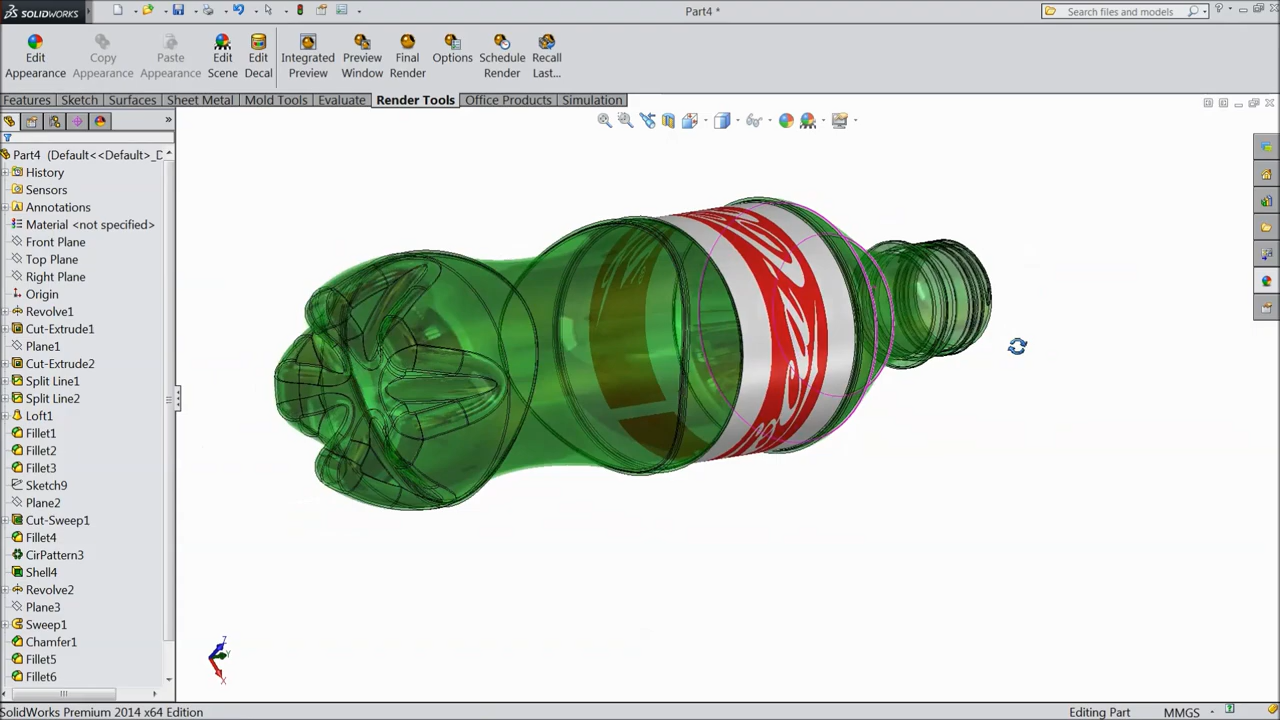 SOLIDWORKS
Part4 *
Search files and models
Edit Appearance
Copy Appearance
Paste Appearance
Edit Scene
Edit Decal
Integrated Preview
Preview Window
Final Render
Options
Schedule Render
Recall Last...
Features
Sketch
Surfaces
Sheet Metal
Mold Tools
Evaluate
Render Tools
Office Products
Simulation
Part4 (Default<<Default>_D
History
Sensors
Annotations
Material <not specified>
Front Plane
Top Plane
Right Plane
Origin
Revolve1
Cut-Extrude1
Plane1
Cut-Extrude2
Split Line1
Split Line2
Loft1
Fillet1
Fillet2
Fillet3
Sketch9
Plane2
Cut-Sweep1
Fillet4
CirPattern3
Shell4
Revolve2
Plane3
Sweep1
Chamfer1
Fillet5
Fillet6
Coca-Cola
Z
Y
X
SolidWorks Premium 2014 x64 Edition
Editing Part
MMGS